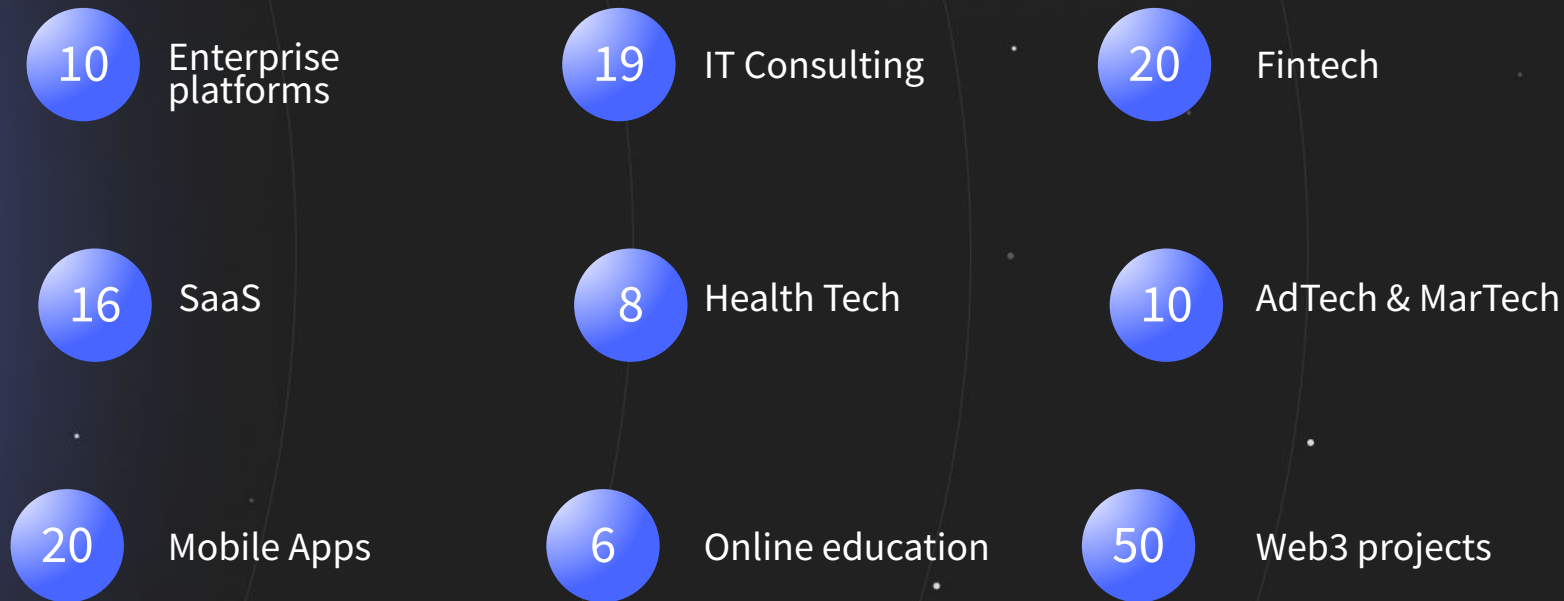 10 Enterprise
platforms
19 IT Consulting
20 Fintech
16 SaaS
8 Health Tech
10 AdTech & MarTech
20 Mobile Apps
6 Online education
50 Web3 projects